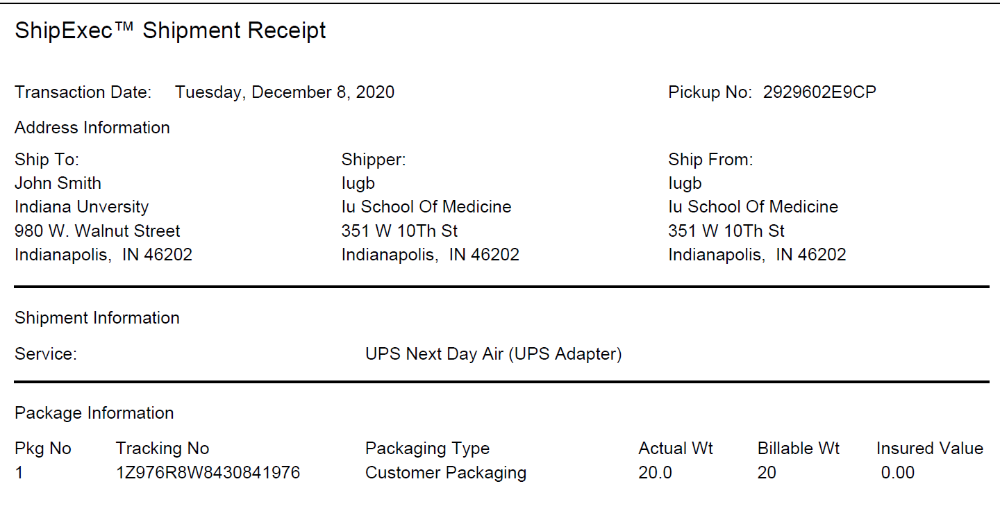 ShipExec™ Shipment Receipt
Transaction Date: Tuesday, December 8, 2020 Pickup No: 2929602E9CP
Address Information
Ship To: Shipper: Ship From:
John Smith Iugb Iugb
Indiana Unversity Iu School Of Medicine Iu School Of Medicine
980 W. Walnut Street 351 W 10Th St 351 W 10Th St
Indianapolis, IN 46202 Indianapolis, IN 46202 Indianapolis, IN 46202
Shipment Information
Service: UPS Next Day Air (UPS Adapter)
Package Information
Pkg No Tracking No Packaging Type Actual Wt Billable Wt Insured Value
1 1Z976R8W8430841976 Customer Packaging 20.0 20 0.00